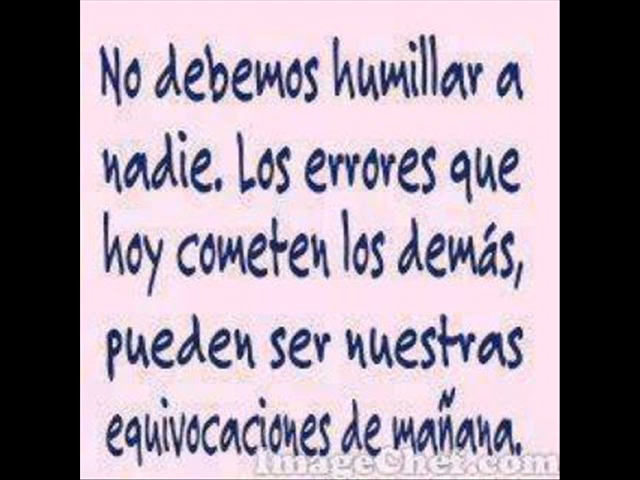 No debemos humillar a
nadie. Los errores que
hoy cometen los demás,
pueden ser nuestras
equivocaciones de mañana.
ImageChef.com